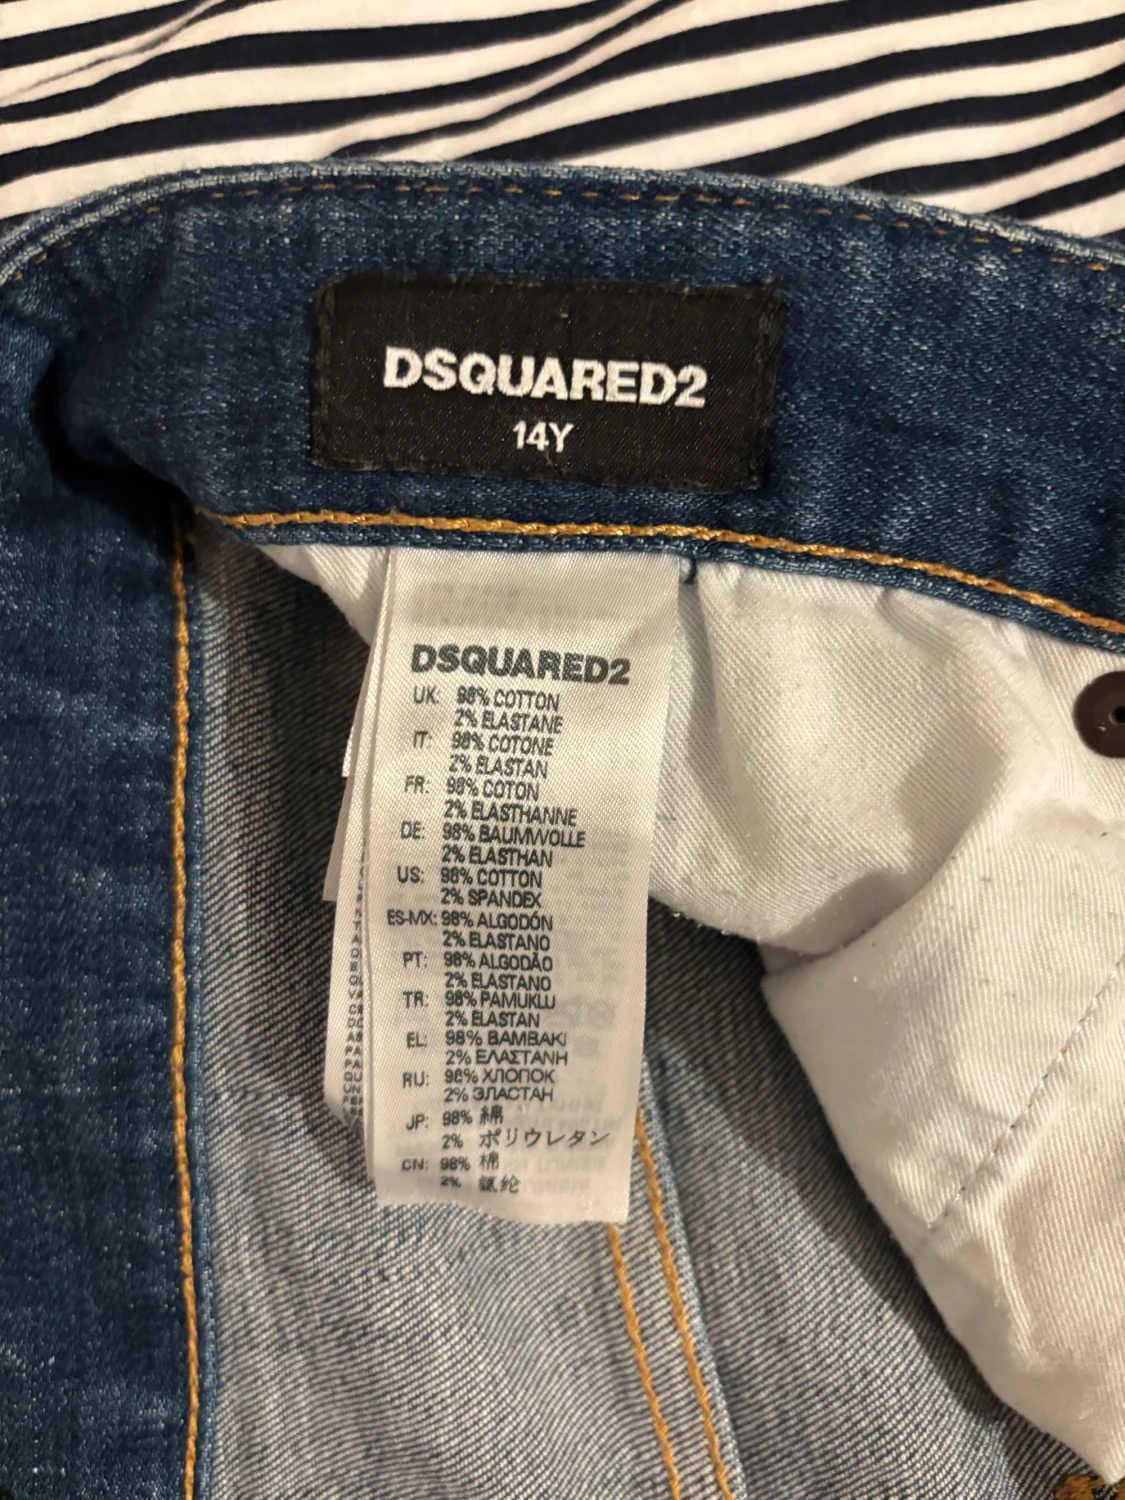 DSQUARED2
14Y
DSQUARED2
UK: 98% COTTON
2% ELASTANE
IT: 98% COTONE
2% ELASTAN
FR: 98% COTON
2% ELASTHANNE
DE: 98% BAUMWOLLE
2% ELASTHAN
US: 98% COTTON
2% SPANDEX
ES-MX: 98% ALGODÓN
2% ELASTANO
PT: 98% ALGODÃO
2% ELASTANO
TR: 98% PAMUKLU
2% ELASTAN
EL: 98% ΒΑΜΒΑΚΙ
2% ΕΛΑΣΤΑΝΗ
RU: 98% ХЛОПОК
2% ЭЛАСТАН
JP: 98% 綿
2% ポリウレタン
CN: 98% 棉
2% 氨纶